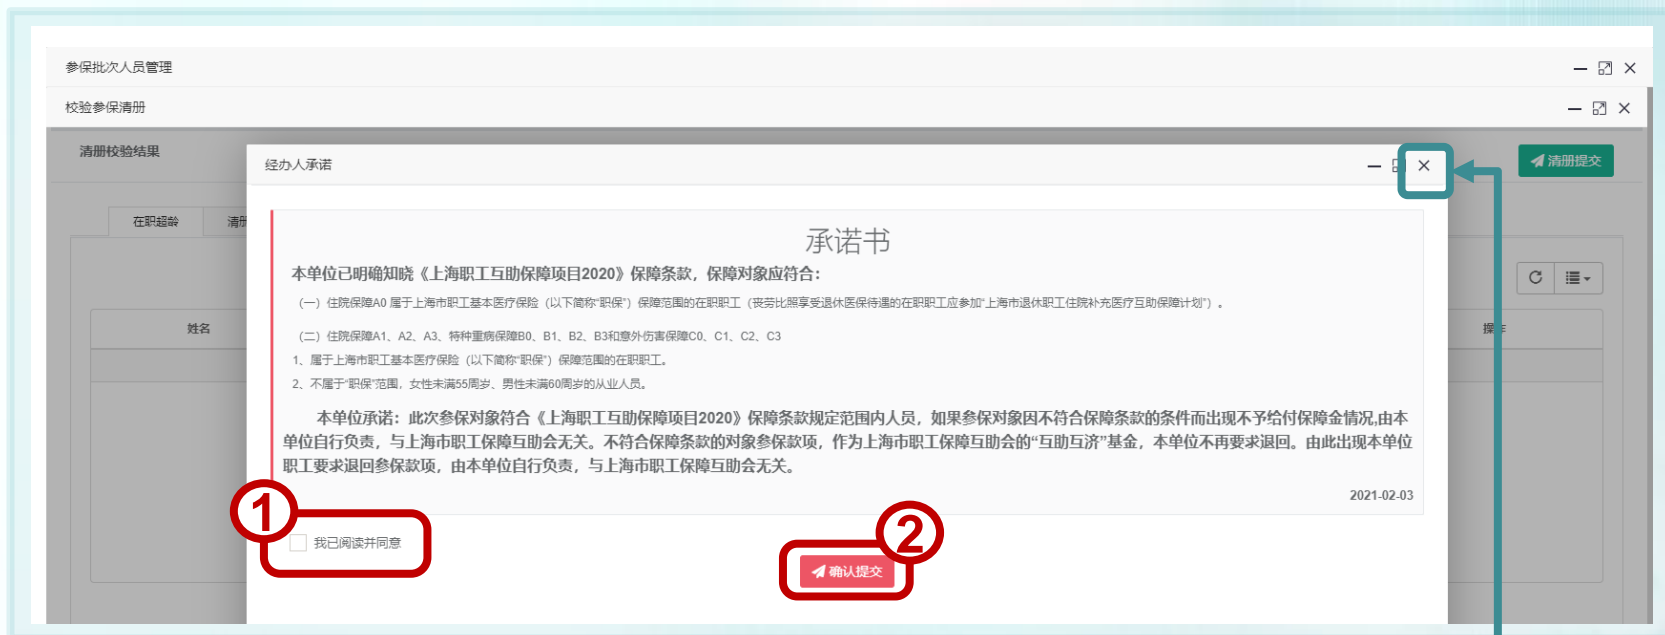 参保批次人员管理
校验参保清册
清册校验结果
经办人承诺
清册提交
在职超龄
清册
承诺书
本单位已明确知晓《上海职工互助保障项目2020》保障条款，保障对象应符合：
（一）住院保障A0 属于上海市职工基本医疗保险（以下简称“职保”）保障范围的在职职工（丧劳比照享受退休医保待遇的在职职工应参加“上海市退休职工住院补充医疗互助保障计划”）。
（二）住院保障A1、A2、A3、特种重病保障B0、B1、B2、B3和意外伤害保障C0、C1、C2、C3
姓名
操作
1、属于上海市职工基本医疗保险（以下简称“职保”）保障范围的在职职工。
2、不属于“职保”范围，女性未满55周岁、男性未满60周岁的从业人员。
本单位承诺：此次参保对象符合《上海职工互助保障项目2020》保障条款规定范围内人员，如果参保对象因不符合保障条款的条件而出现不予给付保障金情况,由本
单位自行负责，与上海市职工保障互助会无关。不符合保障条款的对象参保款项，作为上海市职工保障互助会的“互助互济”基金，本单位不再要求退回。由此出现本单位
职工要求退回参保款项，由本单位自行负责，与上海市职工保障互助会无关。
2021-02-03
1
我已阅读并同意
2
确认提交